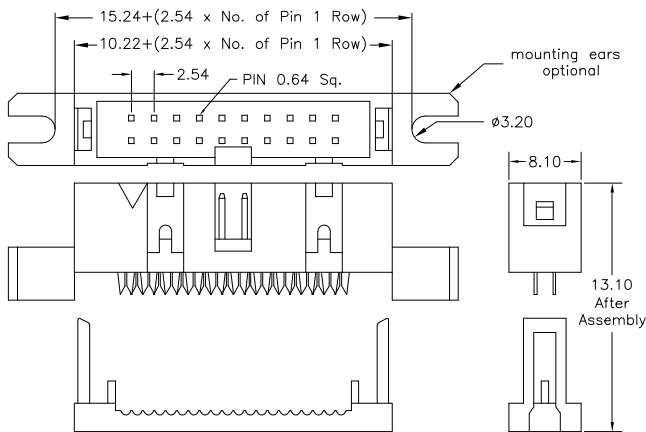 15.24+(2.54 x No. of Pin 1 Row)
10.22+(2.54 x No. of Pin 1 Row)
2.54
PIN 0.64 Sq.
mounting ears
optional
ø3.20
8.10
13.10
After
Assembly